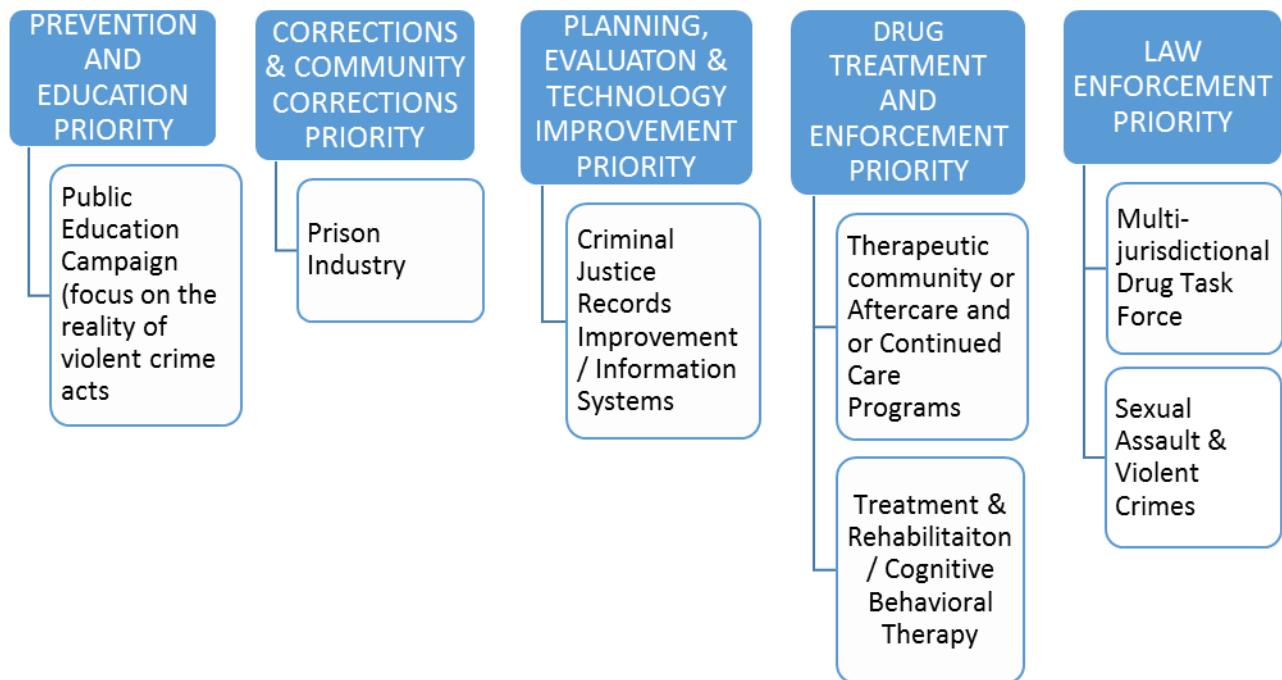 PREVENTION
AND
EDUCATION
PRIORITY
Public
Education
Campaign
(focus on the
reality of
violent crime
acts
CORRECTIONS
& COMMUNITY
CORRECTIONS
PRIORITY
Prison
Industry
PLANNING,
EVALUATON &
TECHNOLOGY
IMPROVEMENT
PRIORITY
Criminal
Justice
Records
Improvement
/ Information
Systems
DRUG
TREATMENT
AND
ENFORCEMENT
PRIORITY
Therapeutic
community or
Aftercare and
or Continued
Care
Programs
Treatment &
Rehabilitaiton
/ Cognitive
Behavioral
Therapy
LAW
ENFORCEMENT
PRIORITY
Multi-
jurisdictional
Drug Task
Force
Sexual
Assault &
Violent
Crimes